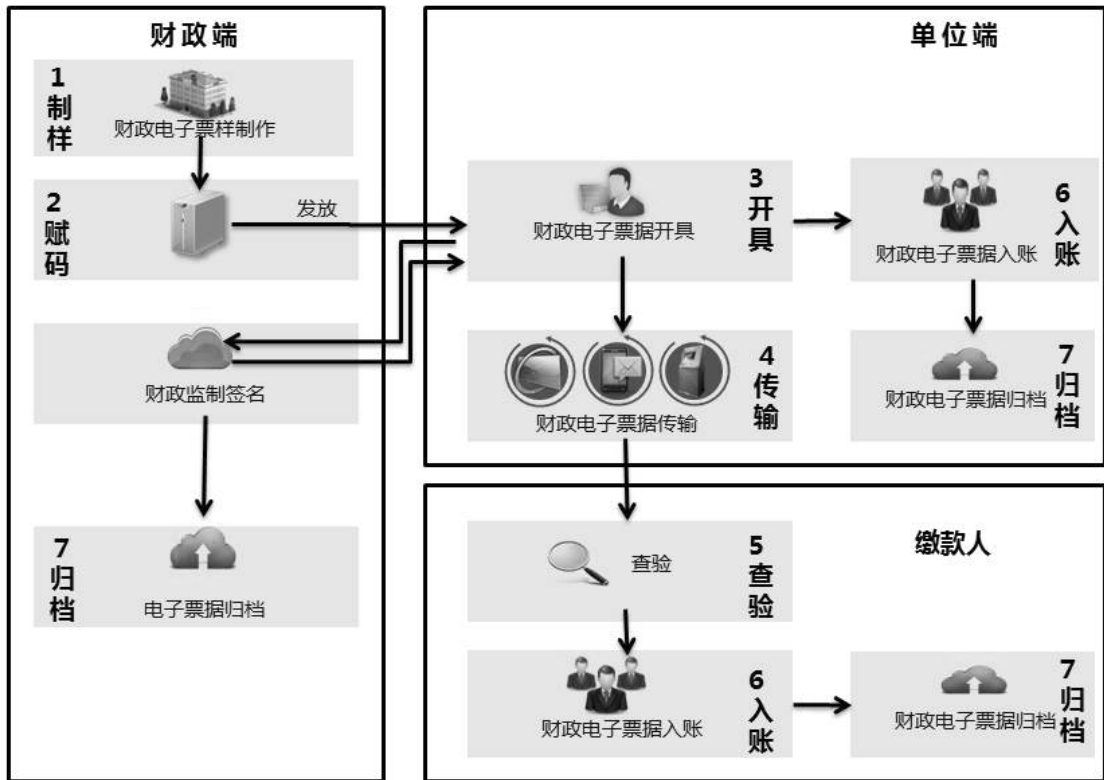 财政端
1
制
样
财政电子票样制作
2
赋
码
发放
财政监制签名
7
归
档
电子票据归档
单位端
财政电子票据开具
3
开
具
财政电子票据入账
6
入
账
财政电子票据传输
4
传
输
财政电子票据归档
7
归
档
缴款人
查验
5
查
验
财政电子票据入账
6
入
账
财政电子票据归档
7
归
档